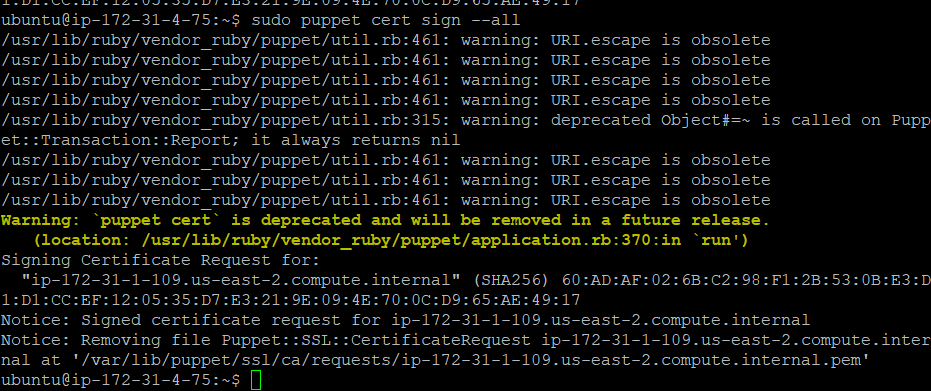 1:D1:CC:EF:12:05:35:D7:E3:21:9E:09:4E:70:0C:D9:65:AE:49:17
ubuntu@ip-172-31-4-75:~$ sudo puppet cert sign --all
/usr/lib/ruby/vendor_ruby/puppet/util.rb:461: warning: URI.escape is obsolete
/usr/lib/ruby/vendor_ruby/puppet/util.rb:461: warning: URI.escape is obsolete
/usr/lib/ruby/vendor_ruby/puppet/util.rb:461: warning: URI.escape is obsolete
/usr/lib/ruby/vendor_ruby/puppet/util.rb:461: warning: URI.escape is obsolete
/usr/lib/ruby/vendor_ruby/puppet/util.rb:315: warning: deprecated Object#=~ is called on Pupp
et::Transaction::Report; it always returns nil
/usr/lib/ruby/vendor_ruby/puppet/util.rb:461: warning: URI.escape is obsolete
/usr/lib/ruby/vendor_ruby/puppet/util.rb:461: warning: URI.escape is obsolete
/usr/lib/ruby/vendor_ruby/puppet/util.rb:461: warning: URI.escape is obsolete
Warning: `puppet cert` is deprecated and will be removed in a future release.
   (location: /usr/lib/ruby/vendor_ruby/puppet/application.rb:370:in `run')
Signing Certificate Request for:
  "ip-172-31-1-109.us-east-2.compute.internal" (SHA256) 60:AD:AF:02:6B:C2:98:F1:2B:53:0B:E3:D
1:D1:CC:EF:12:05:35:D7:E3:21:9E:09:4E:70:0C:D9:65:AE:49:17
Notice: Signed certificate request for ip-172-31-1-109.us-east-2.compute.internal
Notice: Removing file Puppet::SSL::CertificateRequest ip-172-31-1-109.us-east-2.compute.inter
nal at '/var/lib/puppet/ssl/ca/requests/ip-172-31-1-109.us-east-2.compute.internal.pem'
ubuntu@ip-172-31-4-75:~$